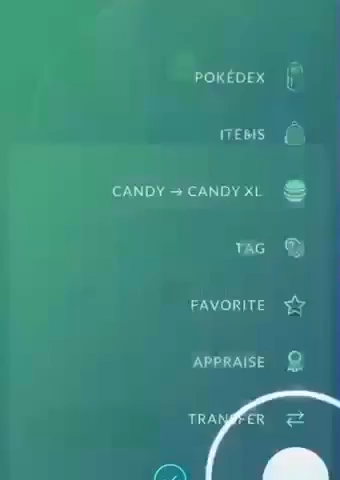 POKÉDEX
ITEMS
CANDY → CANDY XL
TAG
FAVORITE
APPRAISE
TRANSFER